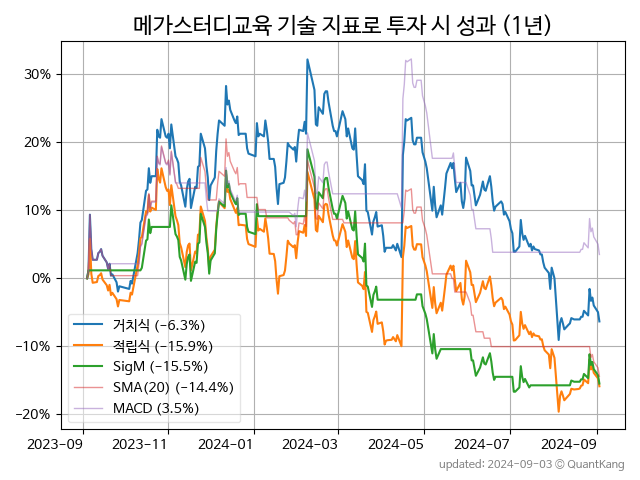 메가스터디교육 기술 지표로 투자 시 성과 (1년)
30%
20%
10%
0%
−10%
−20%
거치식 (−6.3%)
적립식 (−15.9%)
SigM (−15.5%)
SMA(20) (−14.4%)
MACD (3.5%)
2023-09 2023-11 2024-01 2024-03 2024-05 2024-07 2024-09
updated: 2024-09-03 © QuantKang